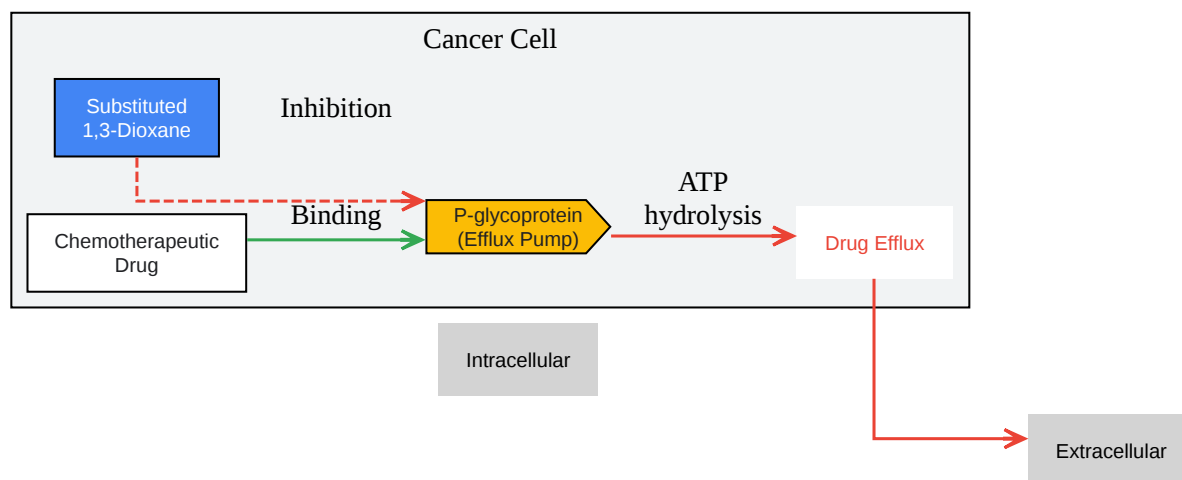 Cancer Cell
Substituted
1,3-Dioxane
Inhibition
Binding
Chemotherapeutic
Drug
P-glycoprotein
(Efflux Pump)
ATP
hydrolysis
Drug Efflux
Intracellular
Extracellular